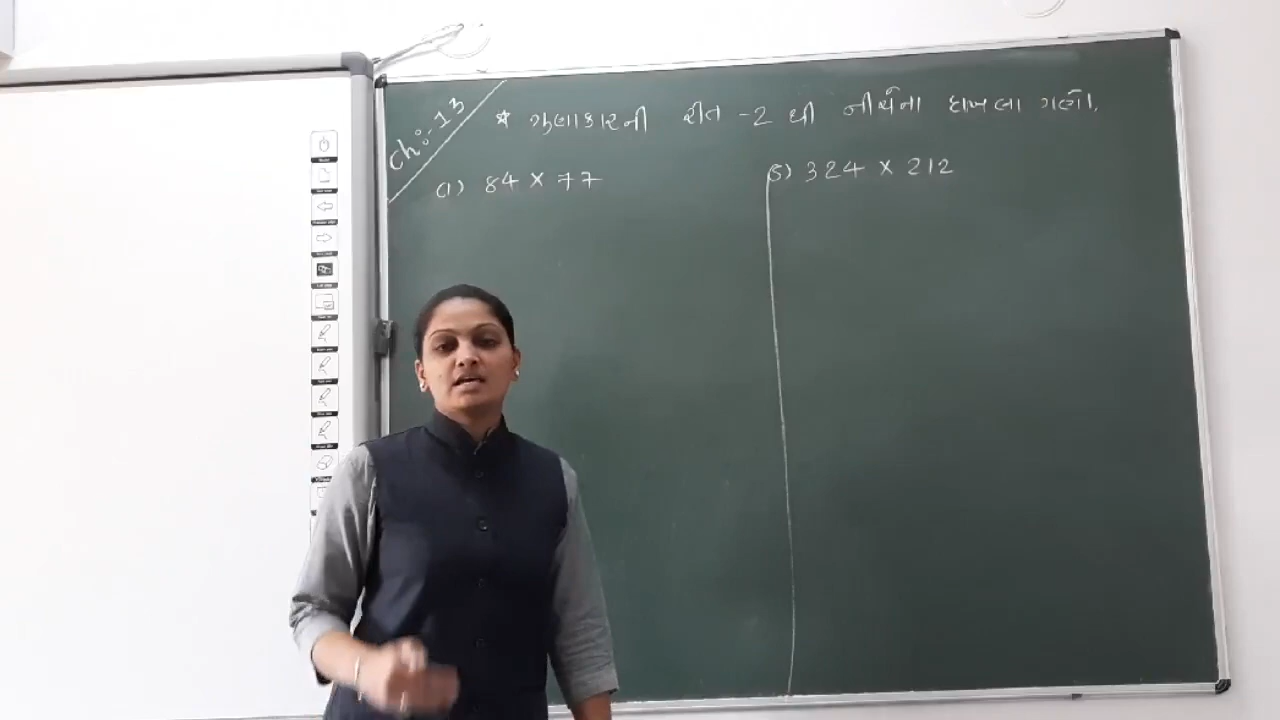 Ch:-13
* ગુણાકારની રીત -2 થી નીચેના દાખલા ગણો.
(1) 84 X 77
(5) 324 X 212